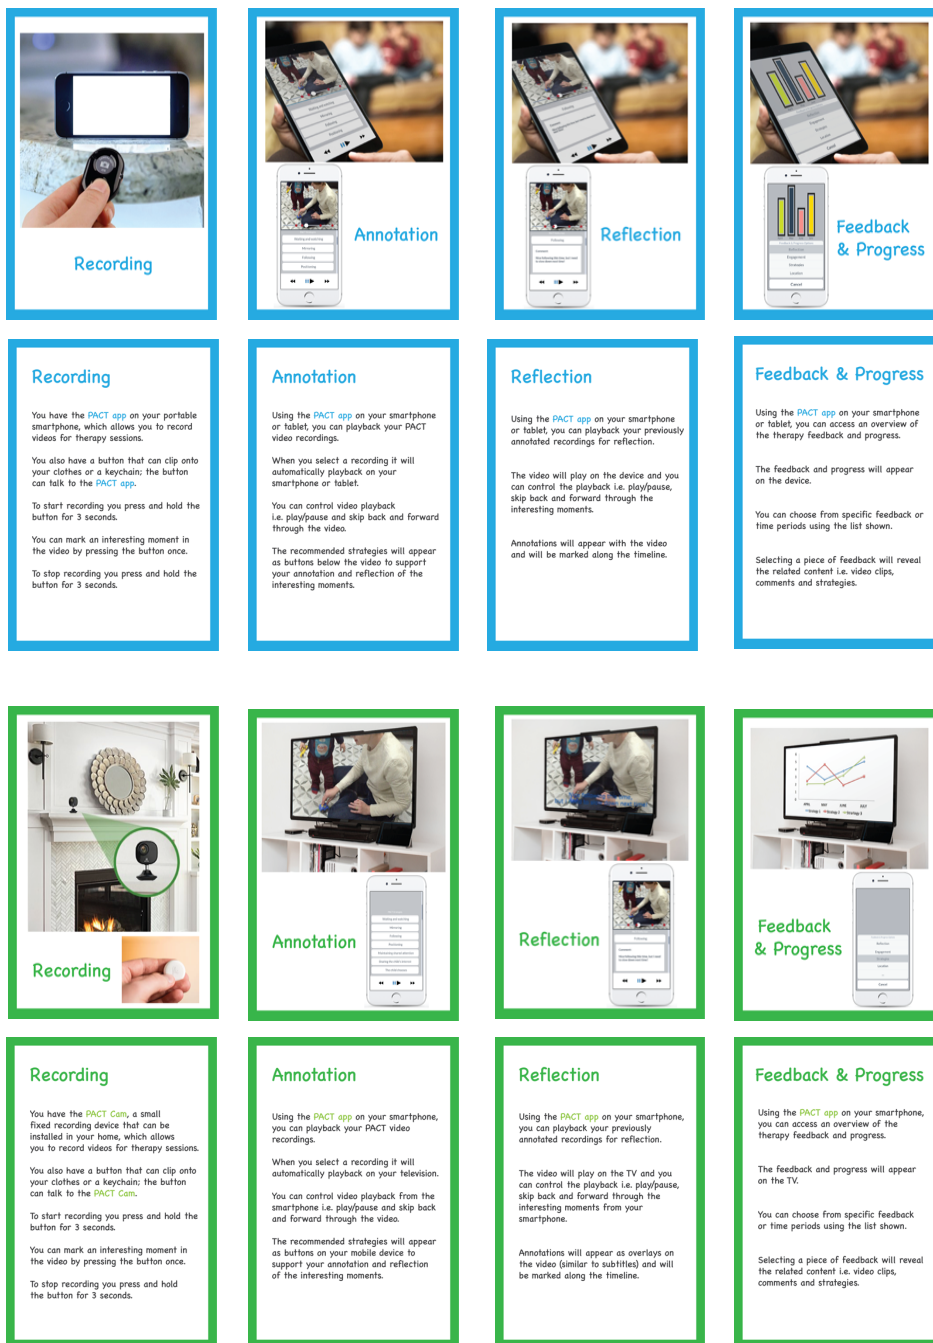 Recording
Annotation
Reflection
Feedback
& Progress
Recording
You have the PACT app on your portable
smartphone, which allows you to record
videos for therapy sessions.
You also have a button that can clip onto
your clothes or a keychain; the button
can talk to the PACT app.
To start recording you press and hold the
button for 3 seconds.
You can mark an interesting moment in
the video by pressing the button once.
To stop recording you press and hold the
button for 3 seconds.
Annotation
Using the PACT app on your smartphone
or tablet, you can playback your PACT
video recordings.
When you select a recording it will
automatically playback on your
smartphone or tablet.
You can control video playback
i.e. play/pause and skip back and forward
through the video.
The recommended strategies will appear
as buttons below the video to support
your annotation and reflection of the
interesting moments.
Reflection
Using the PACT app on your smartphone
or tablet, you can playback your previously
annotated recordings for reflection.
The video will play on the device and you
can control the playback i.e. play/pause,
skip back and forward through the
interesting moments.
Annotations will appear with the video
and will be marked along the timeline.
Feedback & Progress
Using the PACT app on your smartphone
or tablet, you can access an overview of
the therapy feedback and progress.
The feedback and progress will appear
on the device.
You can choose from specific feedback or
time periods using the list shown.
Selecting a piece of feedback will reveal
the related content i.e. video clips,
comments and strategies.
Recording
Annotation
Reflection
Feedback
& Progress
Recording
You have the PACT Cam, a small
fixed recording device that can be
installed in your home, which allows
you to record videos for therapy sessions.
You also have a button that can clip onto
your clothes or a keychain; the button
can talk to the PACT Cam.
To start recording you press and hold the
button for 3 seconds.
You can mark an interesting moment in
the video by pressing the button once.
To stop recording you press and hold
the button for 3 seconds.
Annotation
Using the PACT app on your smartphone,
you can playback your PACT video
recordings.
When you select a recording it will
automatically playback on your television.
You can control video playback from the
smartphone i.e. play/pause and skip back
and forward through the video.
The recommended strategies will appear
as buttons on your mobile device to
support your annotation and reflection
of the interesting moments.
Reflection
Using the PACT app on your smartphone,
you can playback your previously
annotated recordings for reflection.
The video will play on the TV and you
can control the playback i.e. play/pause,
skip back and forward through the
interesting moments from your
smartphone.
Annotations will appear as overlays on
the video (similar to subtitles) and will
be marked along the timeline.
Feedback & Progress
Using the PACT app on your smartphone,
you can access an overview of the
therapy feedback and progress.
The feedback and progress will appear
on the TV.
You can choose from specific feedback
or time periods using the list shown.
Selecting a piece of feedback will reveal
the related content i.e. video clips,
comments and strategies.